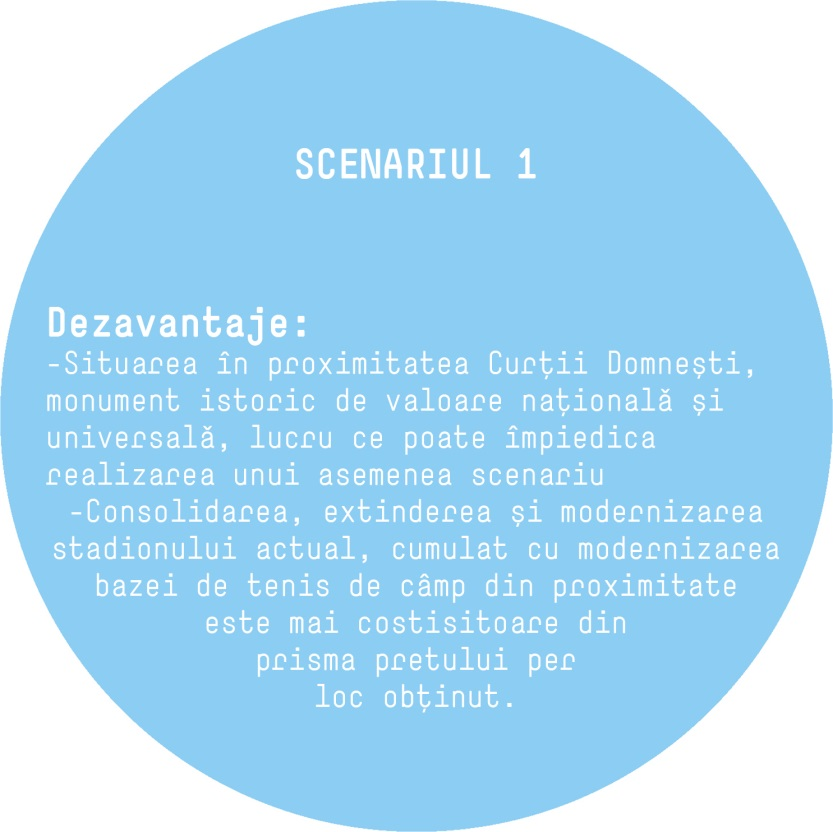 SCENARIUL 1
Dezavantaje:
-Situarea în proximitatea Curții Domnești,
monument istoric de valoare națională și
universală, lucru ce poate împiedica
realizarea unui asemenea scenariu
-Consolidarea, extinderea și modernizarea
stadionului actual, cumulat cu modernizarea
bazei de tenis de câmp din proximitate
este mai costisitoare din
prisma pretului per
loc obținut.